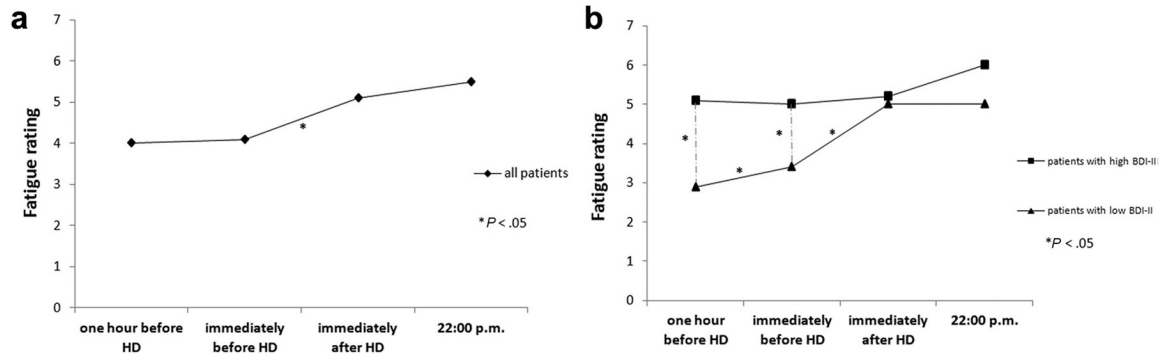 a
7
6
5
4
3
2
1
0
Fatigue rating
one hour before
HD
immediately
before HD
immediately
after HD
22:00 p.m.
*
all patients
*P < .05
b
7
6
5
4
3
2
1
0
Fatigue rating
one hour
before HD
immediately
before HD
immediately
after HD
22:00 p.m.
*
*
*
*
patients with high BDI-II
patients with low BDI-II
*P < .05